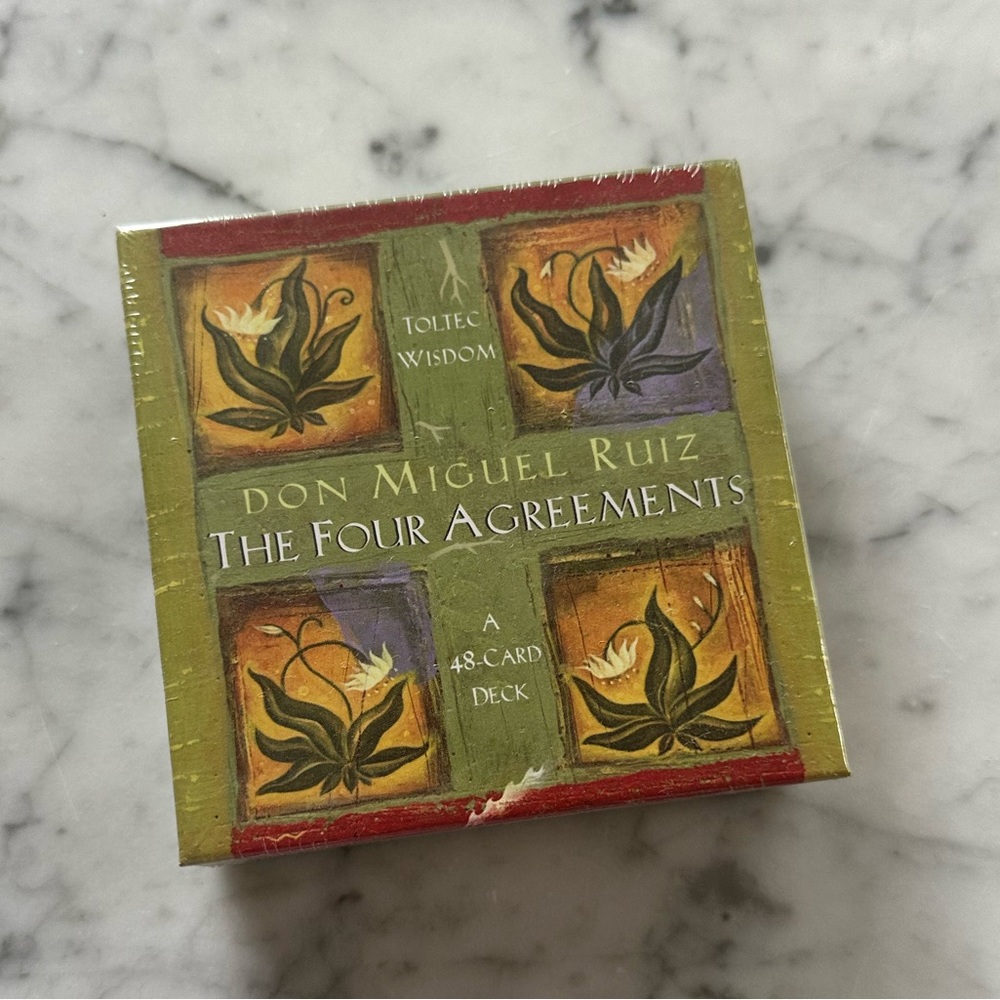 TOLTEC
WISDOM
DON MIGUEL RUIZ
THE FOUR AGREEMENTS
A
48-CARD
DECK